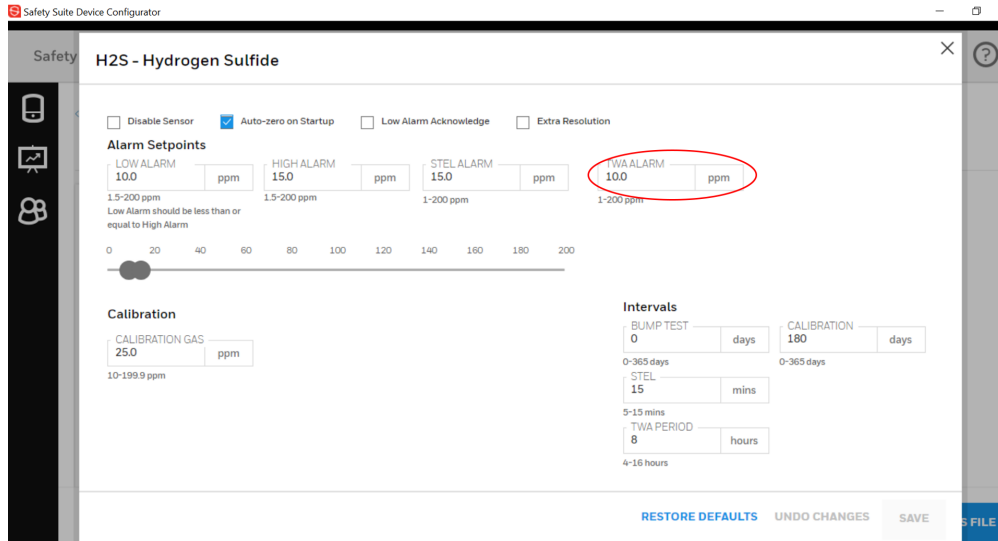 Safety Suite Device Configurator
Safety
H2S - Hydrogen Sulfide
Disable Sensor
Auto-zero on Startup
Low Alarm Acknowledge
Extra Resolution
Alarm Setpoints
LOW ALARM
10.0 ppm
1.5-200 ppm
Low Alarm should be less than or
equal to High Alarm
HIGH ALARM
15.0 ppm
1.5-200 ppm
STEL ALARM
15.0 ppm
1-200 ppm
TWA ALARM
10.0 ppm
1-200 ppm
0 20 40 60 80 100 120 140 160 180 200
Calibration
CALIBRATION GAS
25.0 ppm
10-199.9 ppm
Intervals
BUMP TEST
0 days
0-365 days
CALIBRATION
180 days
0-365 days
STEL
15 mins
5-15 mins
TWA PERIOD
8 hours
4-16 hours
RESTORE DEFAULTS
UNDO CHANGES
SAVE
S FILE